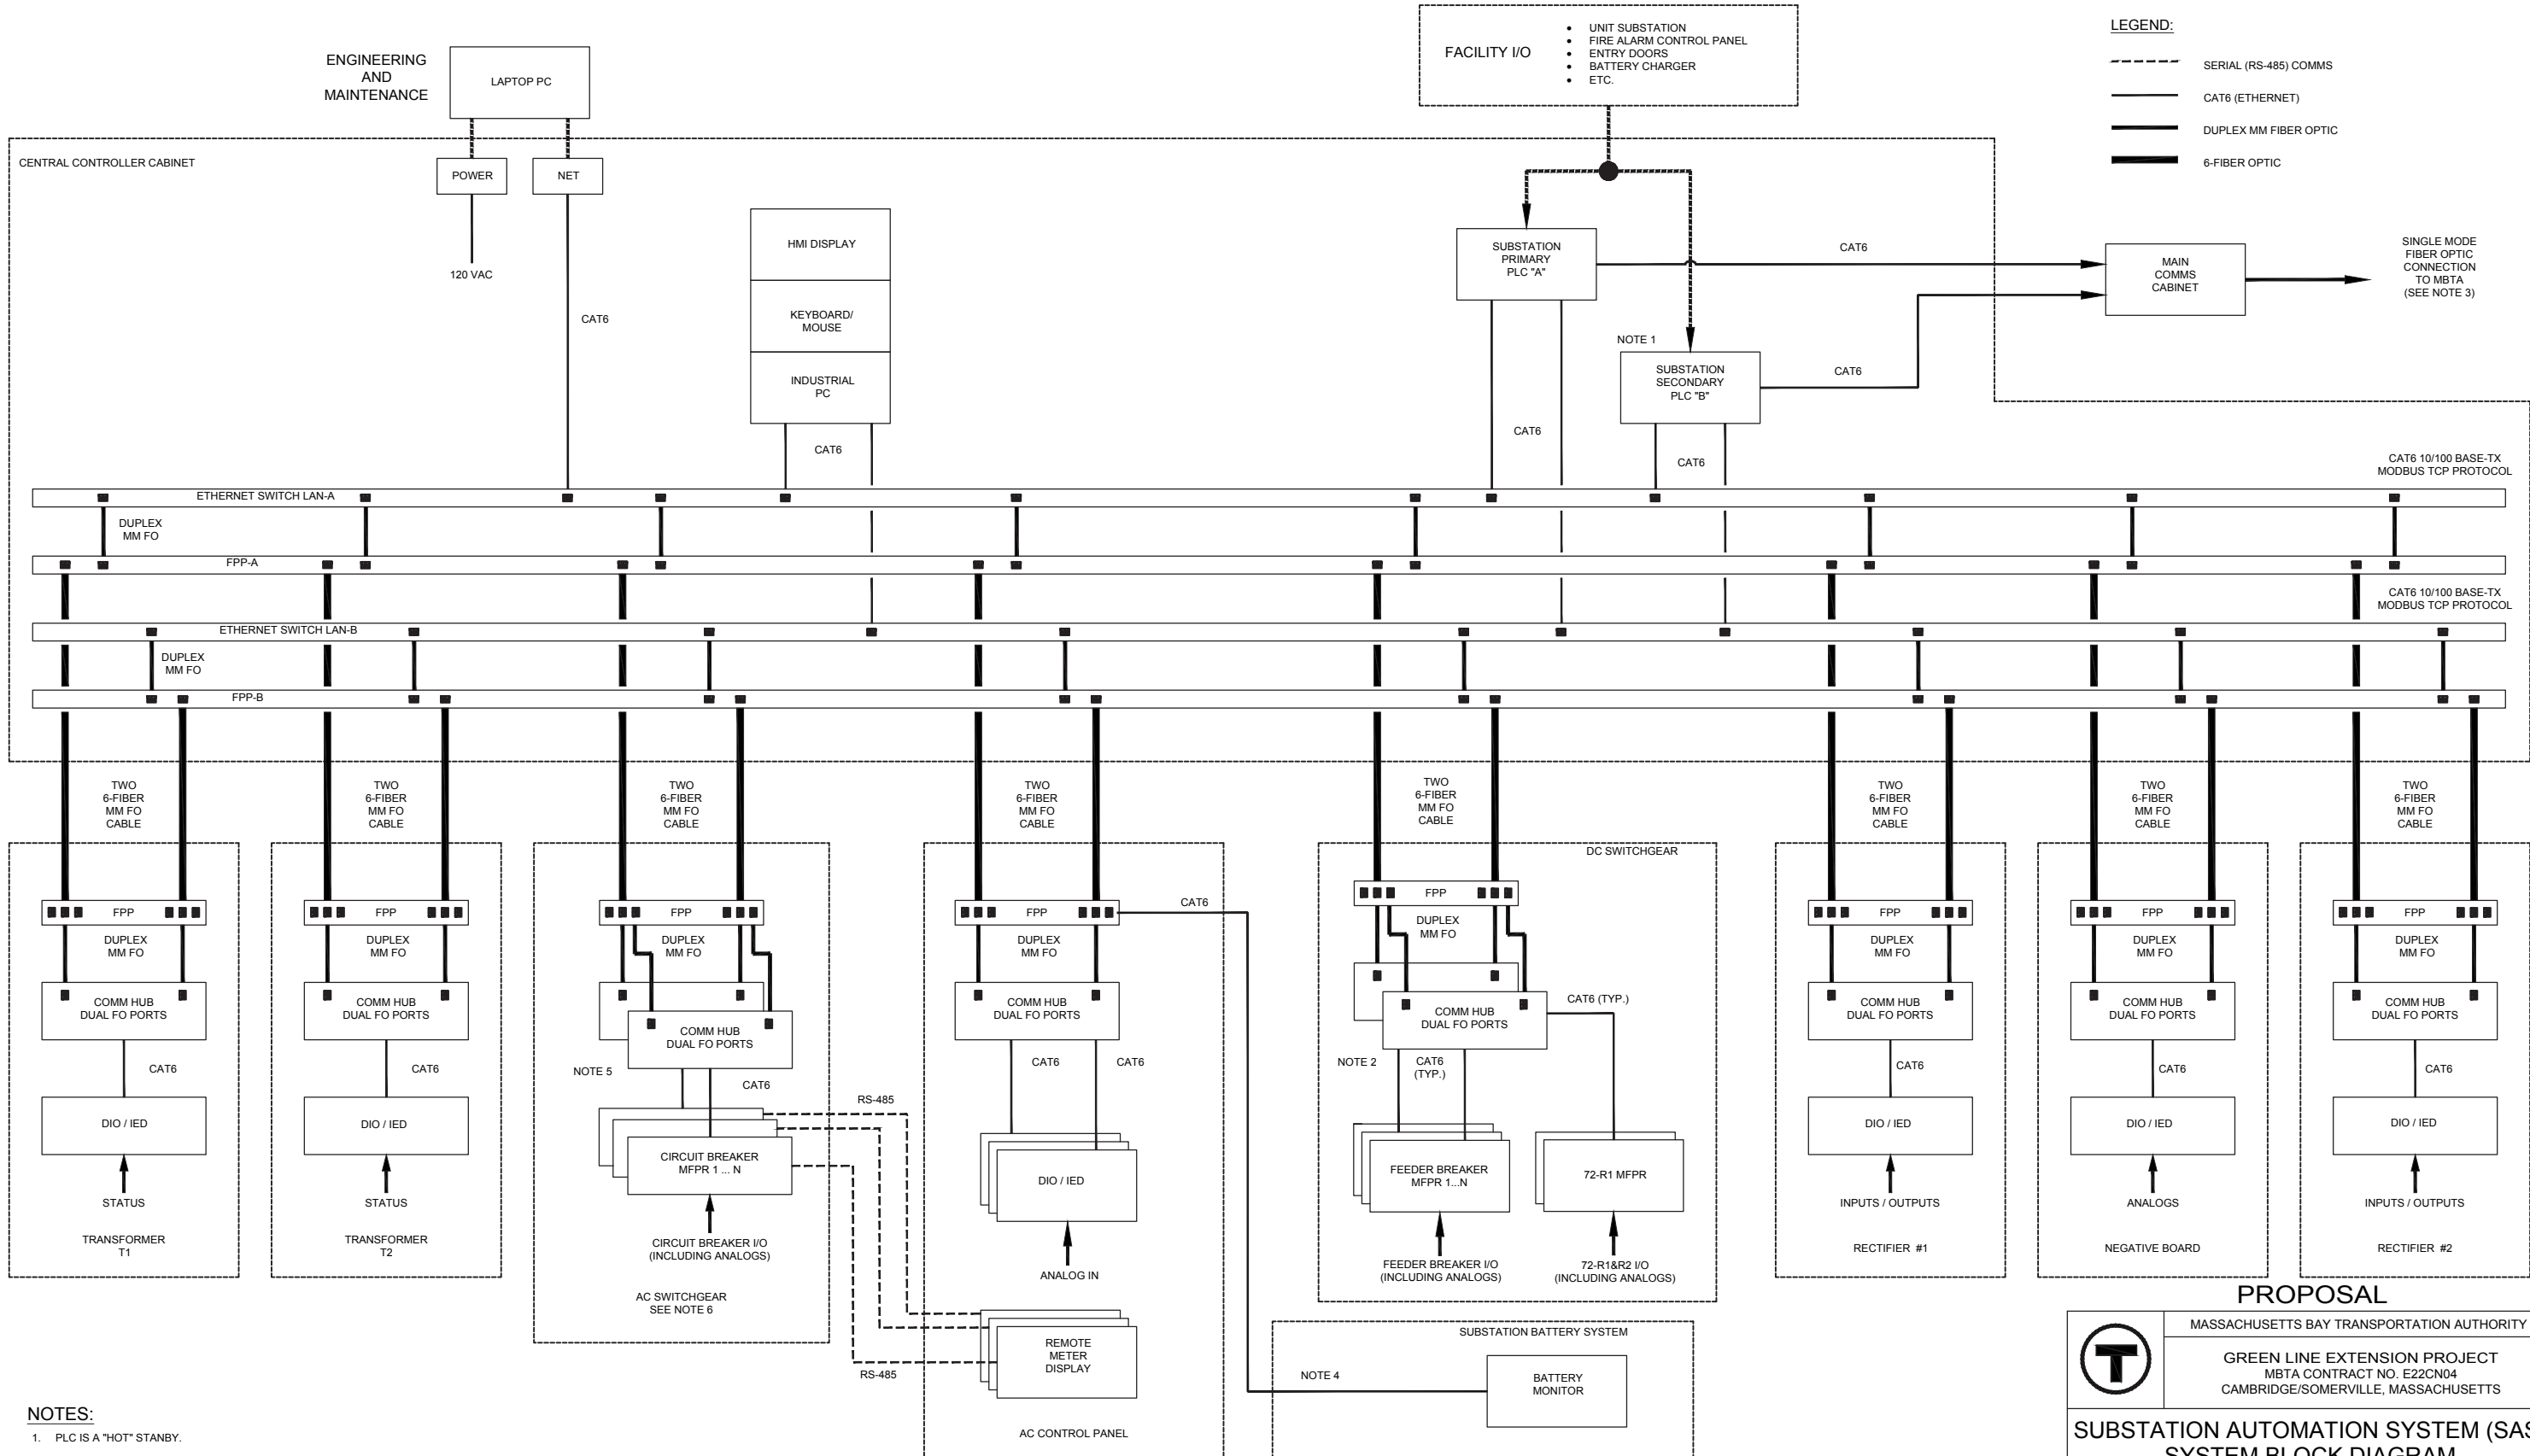 ENGINEERING
AND
MAINTENANCE
LAPTOP PC
FACILITY I/O
• UNIT SUBSTATION
• FIRE ALARM CONTROL PANEL
• ENTRY DOORS
• BATTERY CHARGER
• ETC.
LEGEND:
SERIAL (RS-485) COMMS
CAT6 (ETHERNET)
DUPLEX MM FIBER OPTIC
6-FIBER OPTIC
CENTRAL CONTROLLER CABINET
POWER
NET
120 VAC
CAT6
HMI DISPLAY
KEYBOARD/
MOUSE
INDUSTRIAL
PC
CAT6
SUBSTATION
PRIMARY
PLC "A"
CAT6
NOTE 1
SUBSTATION
SECONDARY
PLC "B"
CAT6
CAT6
CAT6
MAIN
COMMS
CABINET
SINGLE MODE
FIBER OPTIC
CONNECTION
TO MBTA
(SEE NOTE 3)
CAT6 10/100 BASE-TX
MODBUS TCP PROTOCOL
ETHERNET SWITCH LAN-A
DUPLEX
MM FO
FPP-A
CAT6 10/100 BASE-TX
MODBUS TCP PROTOCOL
ETHERNET SWITCH LAN-B
DUPLEX
MM FO
FPP-B
TWO
6-FIBER
MM FO
CABLE
FPP
DUPLEX
MM FO
COMM HUB
DUAL FO PORTS
CAT6
DIO / IED
STATUS
TRANSFORMER
T1
TWO
6-FIBER
MM FO
CABLE
FPP
DUPLEX
MM FO
COMM HUB
DUAL FO PORTS
CAT6
DIO / IED
STATUS
TRANSFORMER
T2
TWO
6-FIBER
MM FO
CABLE
FPP
DUPLEX
MM FO
COMM HUB
DUAL FO PORTS
NOTE 5
CAT6
CIRCUIT BREAKER
MFPR 1 ... N
CIRCUIT BREAKER I/O
(INCLUDING ANALOGS)
AC SWITCHGEAR
SEE NOTE 6
RS-485
RS-485
TWO
6-FIBER
MM FO
CABLE
FPP
CAT6
DUPLEX
MM FO
COMM HUB
DUAL FO PORTS
CAT6
CAT6
DIO / IED
ANALOG IN
REMOTE
METER
DISPLAY
AC CONTROL PANEL
TWO
6-FIBER
MM FO
CABLE
DC SWITCHGEAR
FPP
DUPLEX
MM FO
COMM HUB
DUAL FO PORTS
CAT6 (TYP.)
NOTE 2
CAT6
(TYP.)
FEEDER BREAKER
MFPR 1...N
72-R1 MFPR
FEEDER BREAKER I/O
(INCLUDING ANALOGS)
72-R1&R2 I/O
(INCLUDING ANALOGS)
SUBSTATION BATTERY SYSTEM
NOTE 4
BATTERY
MONITOR
TWO
6-FIBER
MM FO
CABLE
FPP
DUPLEX
MM FO
COMM HUB
DUAL FO PORTS
CAT6
DIO / IED
INPUTS / OUTPUTS
RECTIFIER #1
TWO
6-FIBER
MM FO
CABLE
FPP
DUPLEX
MM FO
COMM HUB
DUAL FO PORTS
CAT6
DIO / IED
ANALOGS
NEGATIVE BOARD
TWO
6-FIBER
MM FO
CABLE
FPP
DUPLEX
MM FO
COMM HUB
DUAL FO PORTS
CAT6
DIO / IED
INPUTS / OUTPUTS
RECTIFIER #2
NOTES:
1. PLC IS A "HOT" STANBY.
PROPOSAL
T
MASSACHUSETTS BAY TRANSPORTATION AUTHORITY
GREEN LINE EXTENSION PROJECT
MBTA CONTRACT NO. E22CN04
CAMBRIDGE/SOMERVILLE, MASSACHUSETTS
SUBSTATION AUTOMATION SYSTEM (SAS
SYSTEM BLOCK DIAGRAM